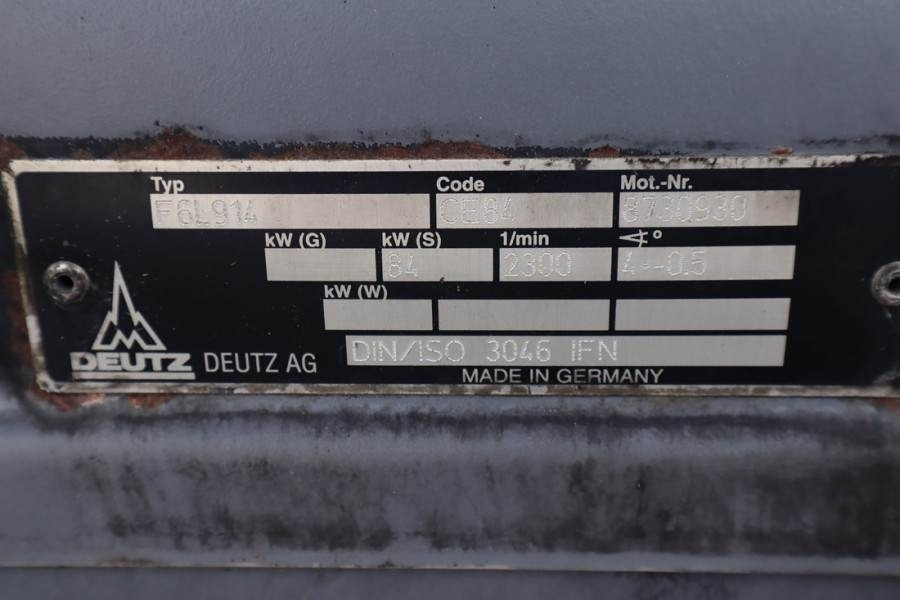 Typ Code Mot.-Nr.
F6L914 CE84 8730930
kW (G) kW (S) 1/min °
84 2300 4°-0.5
kW (W)
DEUTZ DEUTZ AG DIN/ISO 3046 IFN
MADE IN GERMANY